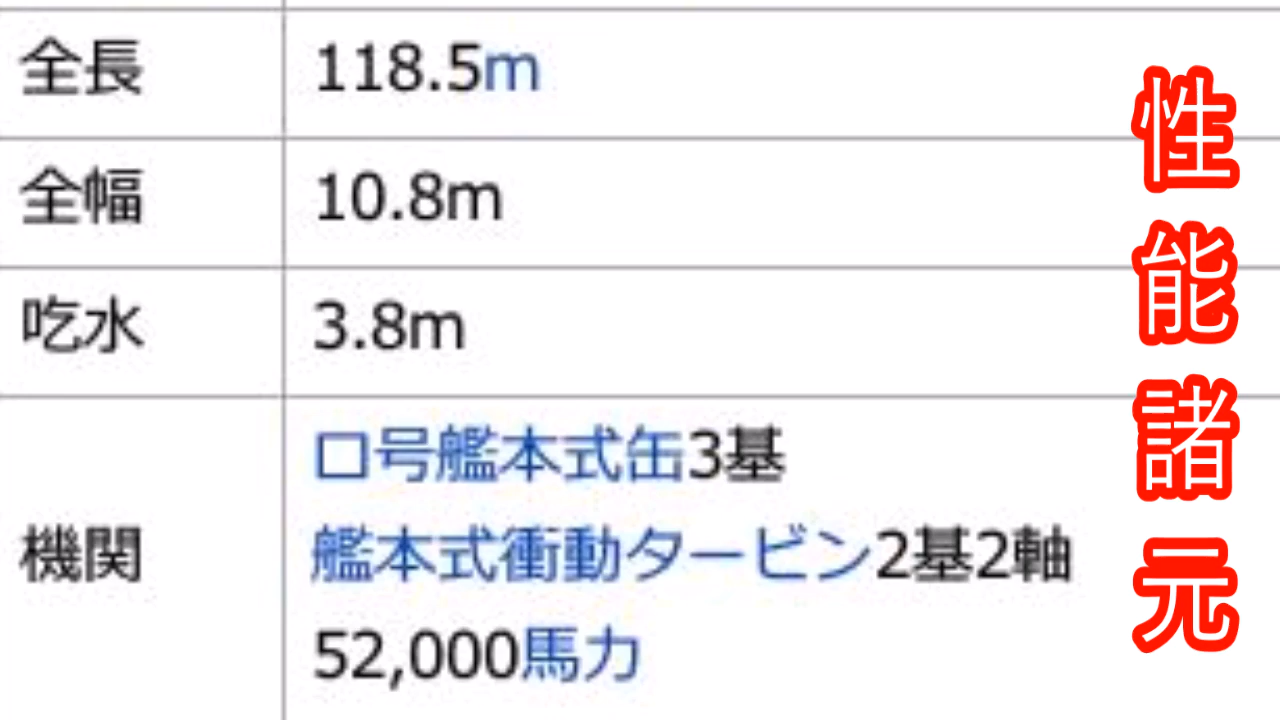 全長
118.5m
全幅
10.8m
吃水
3.8m
機関
ロ号艦本式缶3基
艦本式衝動タービン2基2軸
52,000馬力
性能諸元